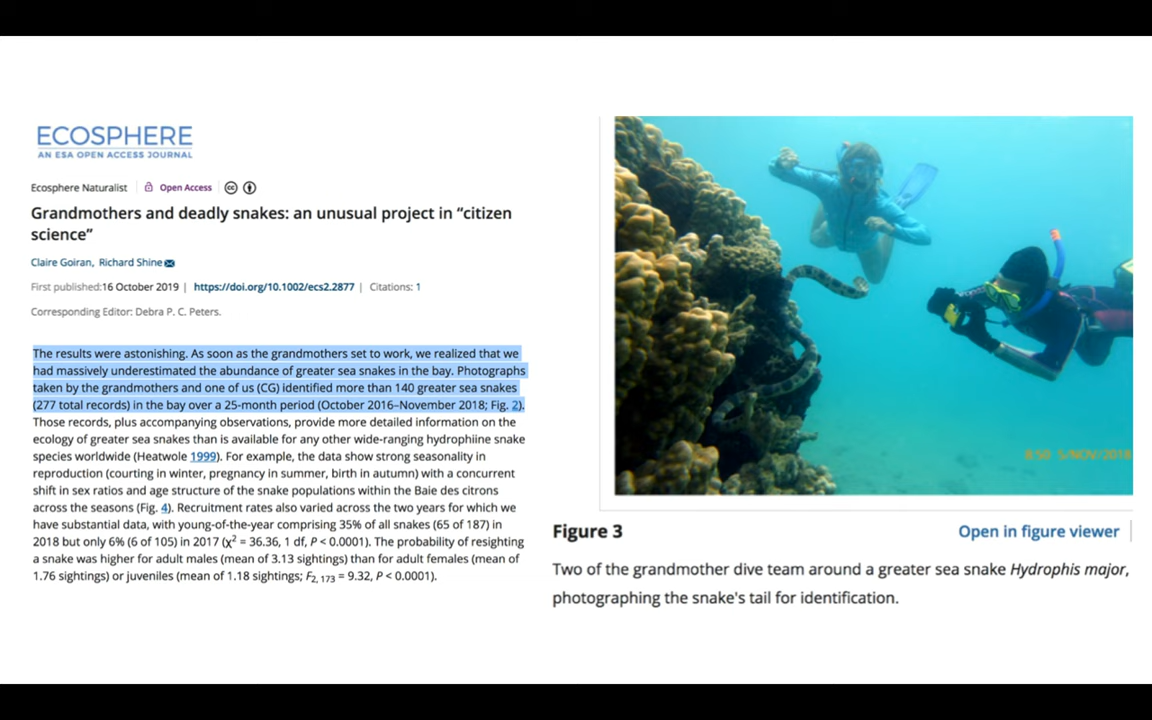 ECOSPHERE
AN ESA OPEN ACCESS JOURNAL
Ecosphere Naturalist Open Access cc
Grandmothers and deadly snakes: an unusual project in “citizen
science”
Claire Goiran, Richard Shine
First published:16 October 2019 | https://doi.org/10.1002/ecs2.2877 | Citations: 1
Corresponding Editor: Debra P. C. Peters.
The results were astonishing. As soon as the grandmothers set to work, we realized that we
had massively underestimated the abundance of greater sea snakes in the bay. Photographs
taken by the grandmothers and one of us (CG) identified more than 140 greater sea snakes
(277 total records) in the bay over a 25-month period (October 2016–November 2018; Fig. 2).
Those records, plus accompanying observations, provide more detailed information on the
ecology of greater sea snakes than is available for any other wide-ranging hydrophiine snake
species worldwide (Heatwole 1999). For example, the data show strong seasonality in
reproduction (courting in winter, pregnancy in summer, birth in autumn) with a concurrent
shift in sex ratios and age structure of the snake populations within the Baie des citrons
across the seasons (Fig. 4). Recruitment rates also varied across the two years for which we
have substantial data, with young-of-the-year comprising 35% of all snakes (65 of 187) in
2018 but only 6% (6 of 105) in 2017 (χ² = 36.36, 1 df, P < 0.0001). The probability of resighting
a snake was higher for adult males (mean of 3.13 sightings) than for adult females (mean of
1.76 sightings) or juveniles (mean of 1.18 sightings; F2, 173 = 9.32, P < 0.0001).
8:50 5/NOV/2018
Figure 3 Open in figure viewer
Two of the grandmother dive team around a greater sea snake Hydrophis major,
photographing the snake's tail for identification.